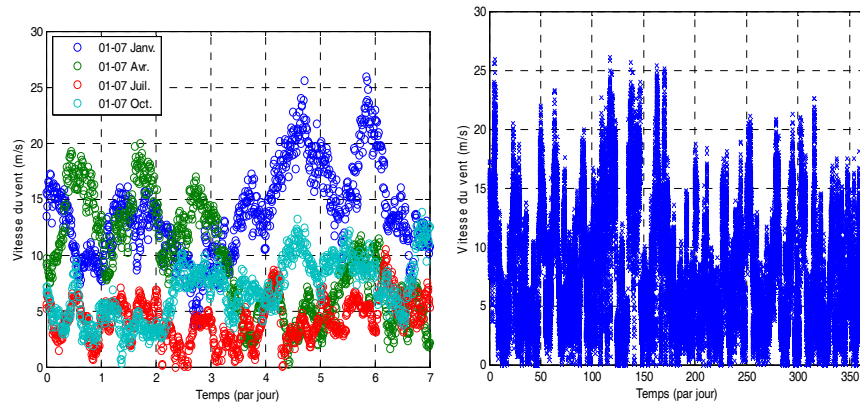 30
25
20
15
10
5
0
Vitesse du vent (m/s)
01-07 Janv.
01-07 Avr.
01-07 Juil.
01-07 Oct.
0 1 2 3 4 5 6 7
Temps (par jour)
30
25
20
15
10
5
0
Vitesse du vent (m/s)
0 50 100 150 200 250 300 350
Temps (par jour)